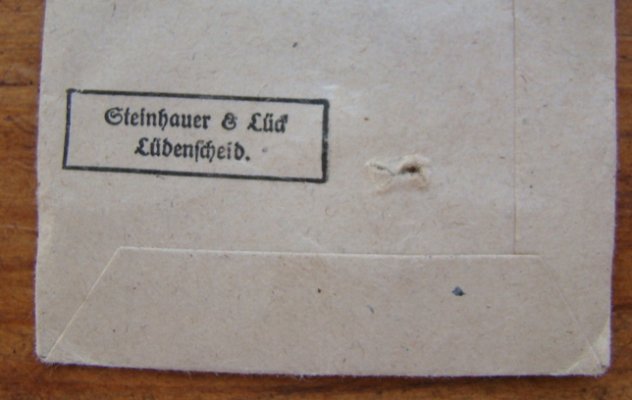 Steinhauer & Lück
Lüdenscheid.